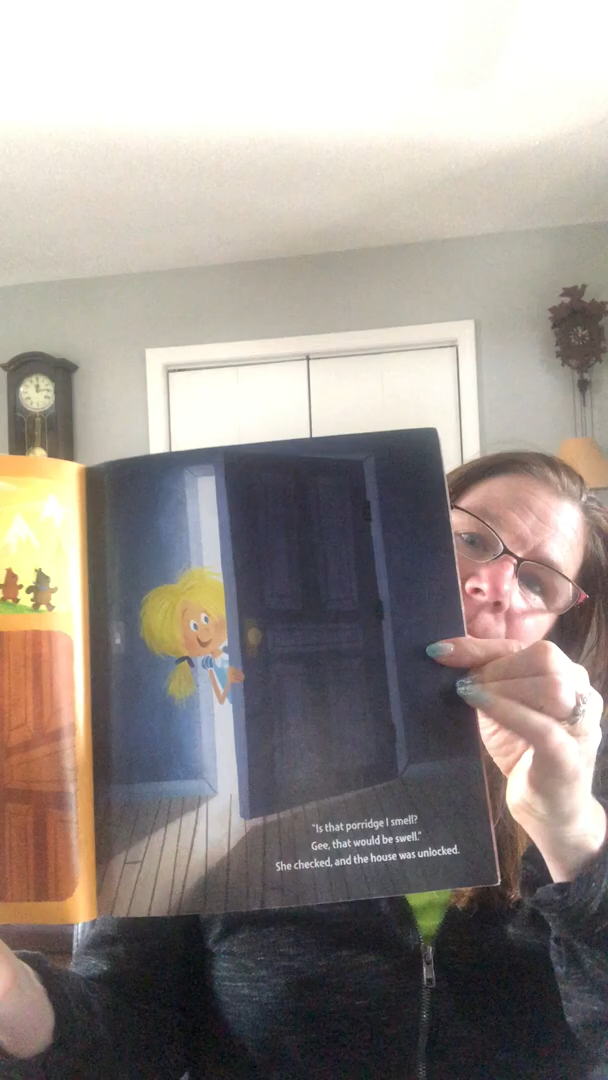 "Is that porridge I smell?
Gee, that would be swell."
She checked, and the house was unlocked.